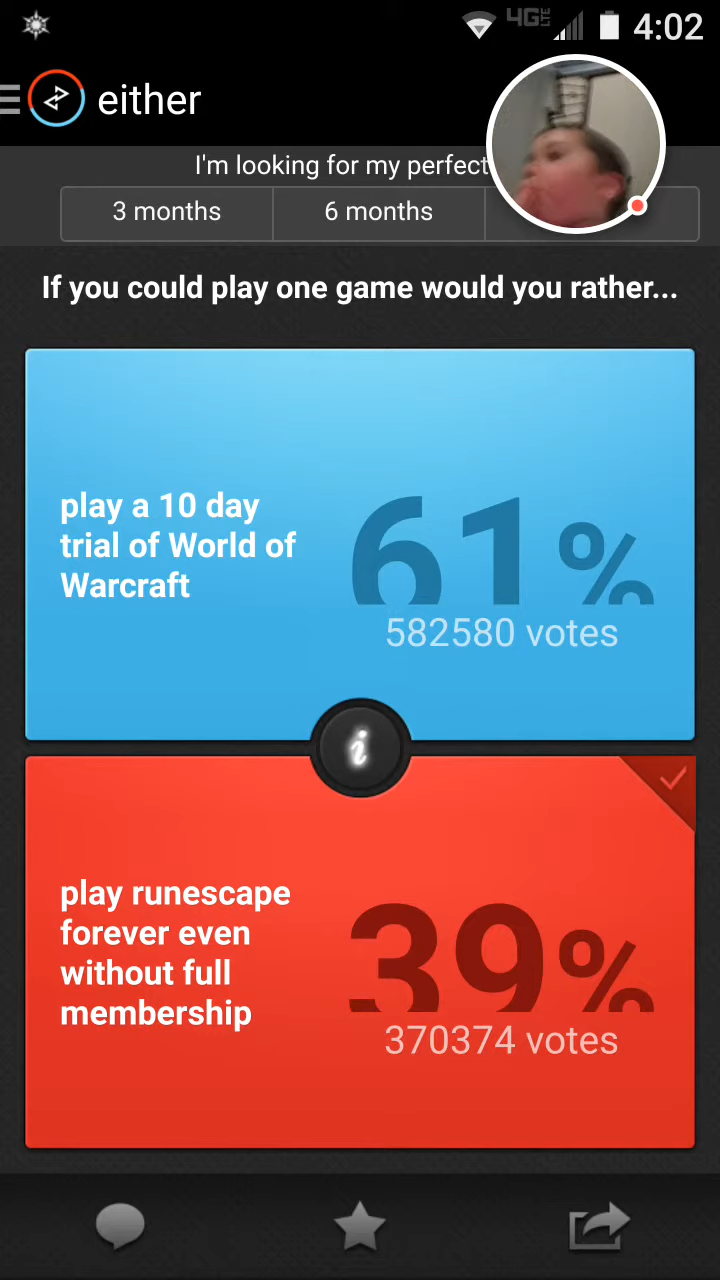 4G LTE 4:02
either
I'm looking for my perfect
3 months 6 months
If you could play one game would you rather...
play a 10 day
trial of World of
Warcraft
61%
582580 votes
i
play runescape
forever even
without full
membership
39%
370374 votes